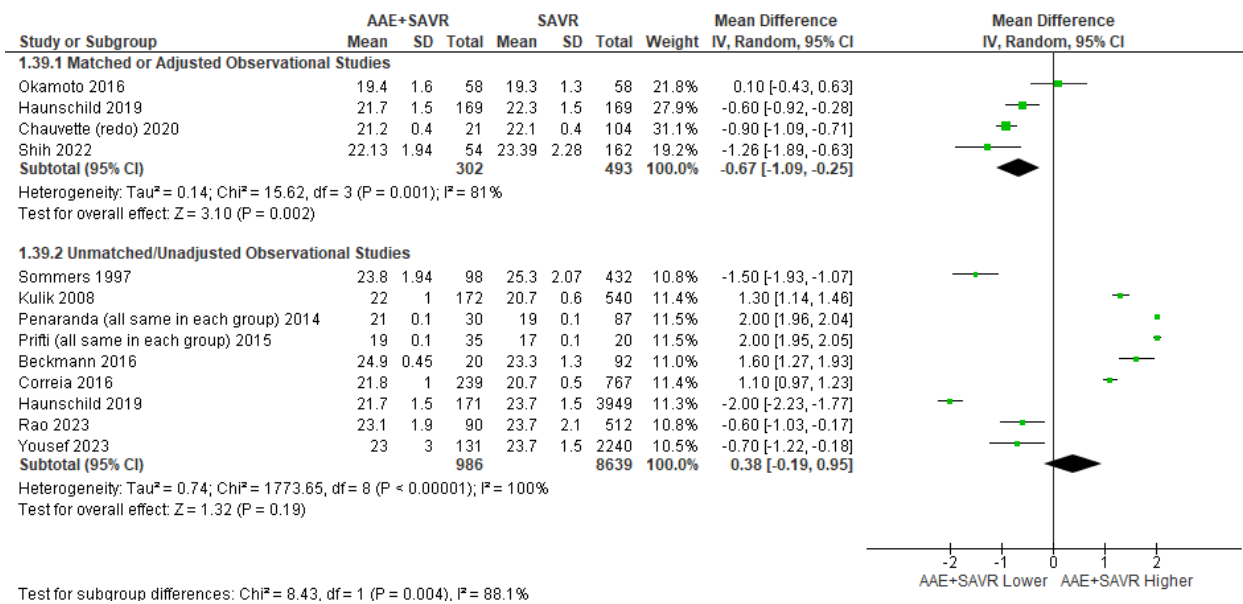 AAE+SAVR SAVR Mean Difference Mean Difference
Study or Subgroup Mean SD Total Mean SD Total Weight IV, Random, 95% CI IV, Random, 95% CI
1.39.1 Matched or Adjusted Observational Studies
Okamoto 2016 19.4 1.6 58 19.3 1.3 58 21.8% 0.10 [-0.43, 0.63]
Haunschild 2019 21.7 1.5 169 22.3 1.5 169 27.9% -0.60 [-0.92, -0.28]
Chauvette (redo) 2020 21.2 0.4 21 22.1 0.4 104 31.1% -0.90 [-1.09, -0.71]
Shih 2022 22.13 1.94 54 23.39 2.28 162 19.2% -1.26 [-1.89, -0.63]
Subtotal (95% CI) 302 493 100.0% -0.67 [-1.09, -0.25]
Heterogeneity: Tau² = 0.14; Chi² = 15.62, df = 3 (P = 0.001); I² = 81%
Test for overall effect: Z = 3.10 (P = 0.002)
1.39.2 Unmatched/Unadjusted Observational Studies
Sommers 1997 23.8 1.94 98 25.3 2.07 432 10.8% -1.50 [-1.93, -1.07]
Kulik 2008 22 1 172 20.7 0.6 540 11.4% 1.30 [1.14, 1.46]
Penaranda (all same in each group) 2014 21 0.1 30 19 0.1 87 11.5% 2.00 [1.96, 2.04]
Prifti (all same in each group) 2015 19 0.1 35 17 0.1 20 11.5% 2.00 [1.95, 2.05]
Beckmann 2016 24.9 0.45 20 23.3 1.3 92 11.0% 1.60 [1.27, 1.93]
Correia 2016 21.8 1 239 20.7 0.5 767 11.4% 1.10 [0.97, 1.23]
Haunschild 2019 21.7 1.5 171 23.7 1.5 3949 11.3% -2.00 [-2.23, -1.77]
Rao 2023 23.1 1.9 90 23.7 2.1 512 10.8% -0.60 [-1.03, -0.17]
Yousef 2023 23 3 131 23.7 1.5 2240 10.5% -0.70 [-1.22, -0.18]
Subtotal (95% CI) 986 8639 100.0% 0.38 [-0.19, 0.95]
Heterogeneity: Tau² = 0.74; Chi² = 1773.65, df = 8 (P < 0.00001); I² = 100%
Test for overall effect: Z = 1.32 (P = 0.19)
-2 -1 0 1 2
AAE+SAVR Lower AAE+SAVR Higher
Test for subgroup differences: Chi² = 8.43, df = 1 (P = 0.004), I² = 88.1%